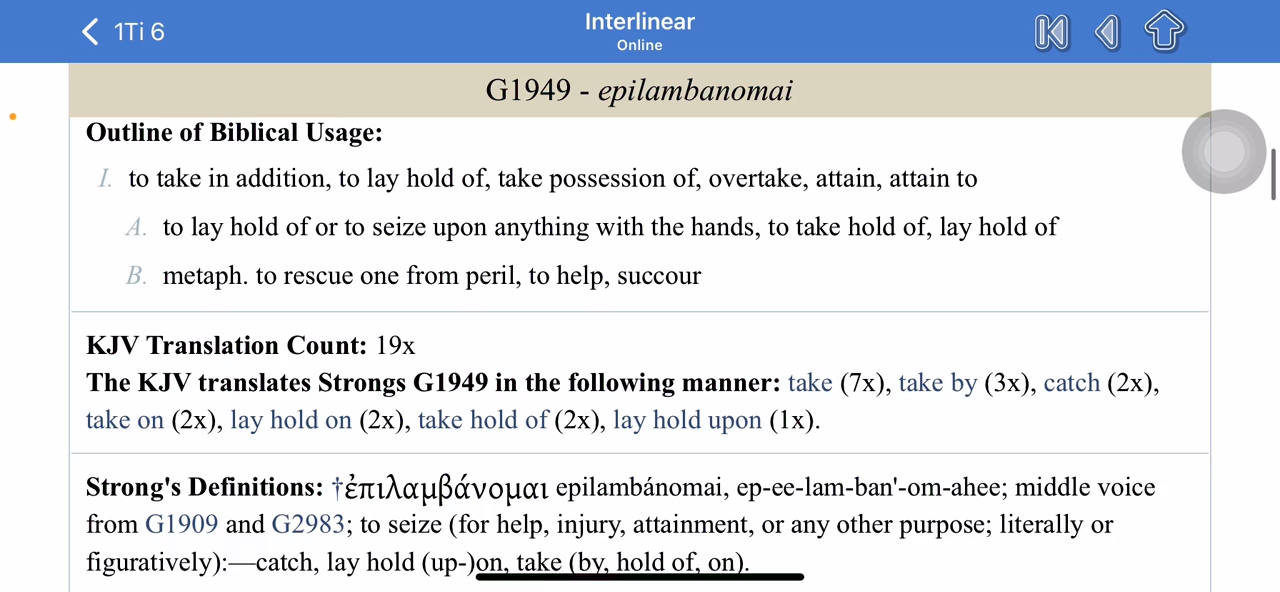 1Ti 6
Interlinear
Online
G1949 - epilambanomai
Outline of Biblical Usage:
I. to take in addition, to lay hold of, take possession of, overtake, attain, attain to
A. to lay hold of or to seize upon anything with the hands, to take hold of, lay hold of
B. metaph. to rescue one from peril, to help, succour
KJV Translation Count: 19x
The KJV translates Strongs G1949 in the following manner: take (7x), take by (3x), catch (2x),
take on (2x), lay hold on (2x), take hold of (2x), lay hold upon (1x).
Strong's Definitions: †ἐπιλαμβάνομαι epilambánomai, ep-ee-lam-ban'-om-ahee; middle voice
from G1909 and G2983; to seize (for help, injury, attainment, or any other purpose; literally or
figuratively):—catch, lay hold (up-)on, take (by, hold of, on).